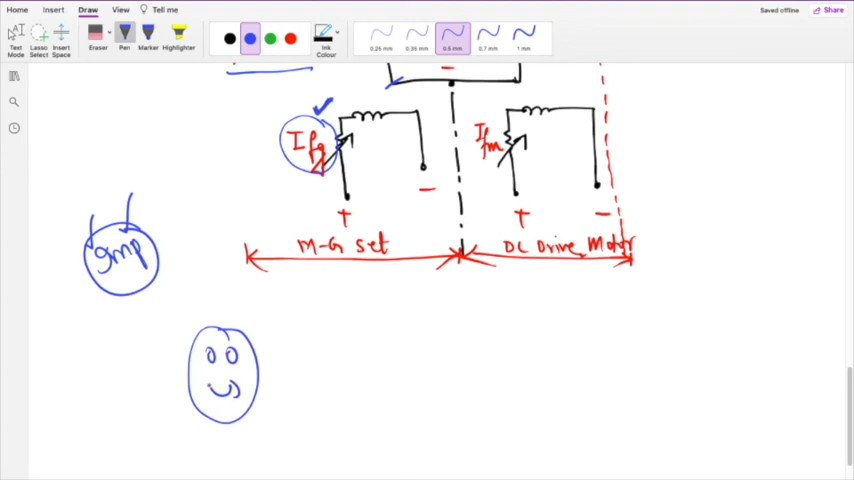 Home Insert Draw View Tell me Saved offline Share
Text Mode
Lasso Select
Insert Space
Eraser
Pen
Marker
Highlighter
Ink Colour
0.25 mm
0.35 mm
0.5 mm
0.7 mm
1 mm
-
Ifg
Ifm
- -
+ +
M-G set
DC Drive Motor
gmp